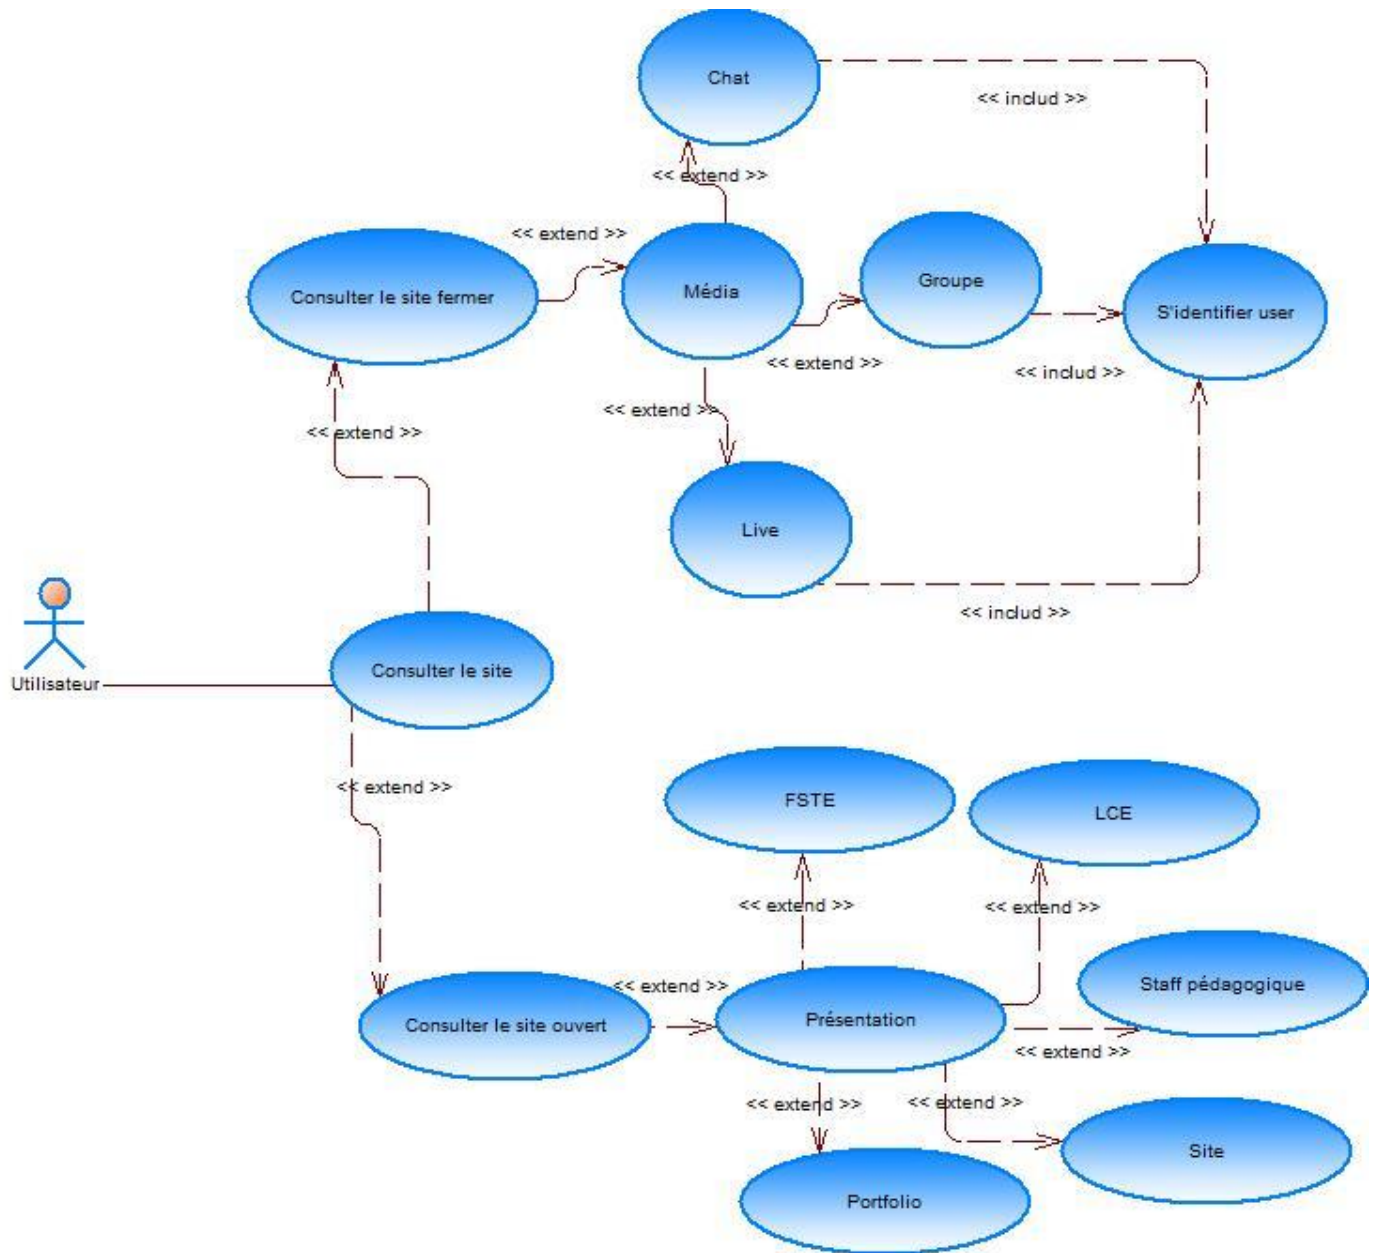 Chat
<< includ >>
<< extend >>
<< extend >>
Consulter le site fermer
Média
Groupe
S'identifier user
<< extend >>
<< includ >>
<< extend >>
<< extend >>
Live
<< includ >>
Consulter le site
Utilisateur
<< extend >>
FSTE
LCE
<< extend >>
<< extend >>
Staff pédagogique
<< extend >>
Consulter le site ouvert
Présentation
<< extend >>
<< extend >>
<< extend >>
Site
Portfolio